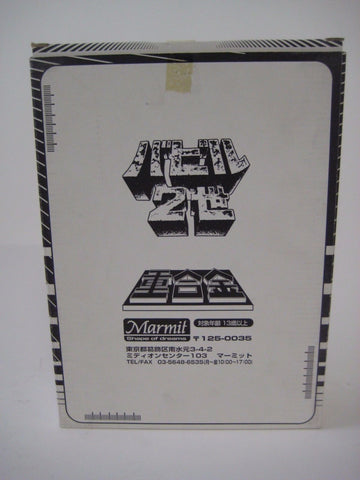 バビル
2世
重合金
Marmit 対象年齢 13歳以上
Shape of dreams 〒125-0035
東京都葛飾区南水元3-4-2
ミディオンセンター103 マーミット
TEL/FAX 03-5648-6535(月~金10:00~17:00)